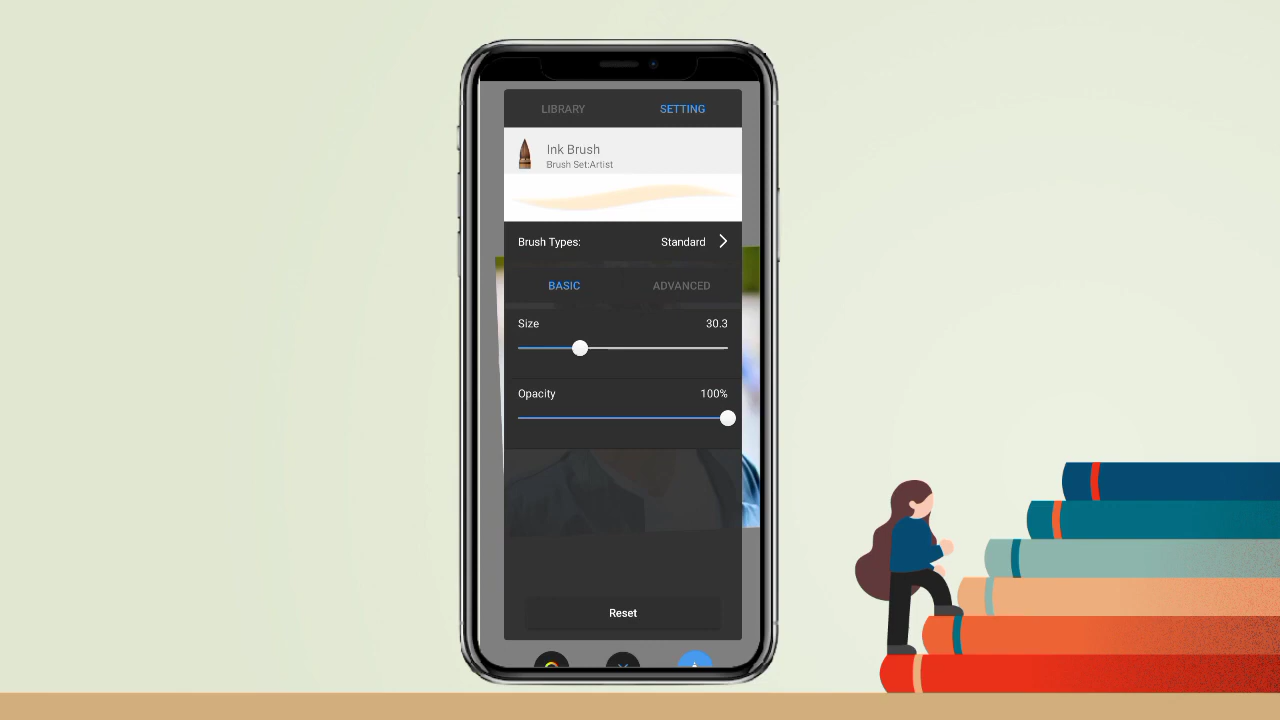 LIBRARY SETTING
Ink Brush
Brush Set:Artist
Brush Types: Standard
BASIC ADVANCED
Size 30.3
Opacity 100%
Reset